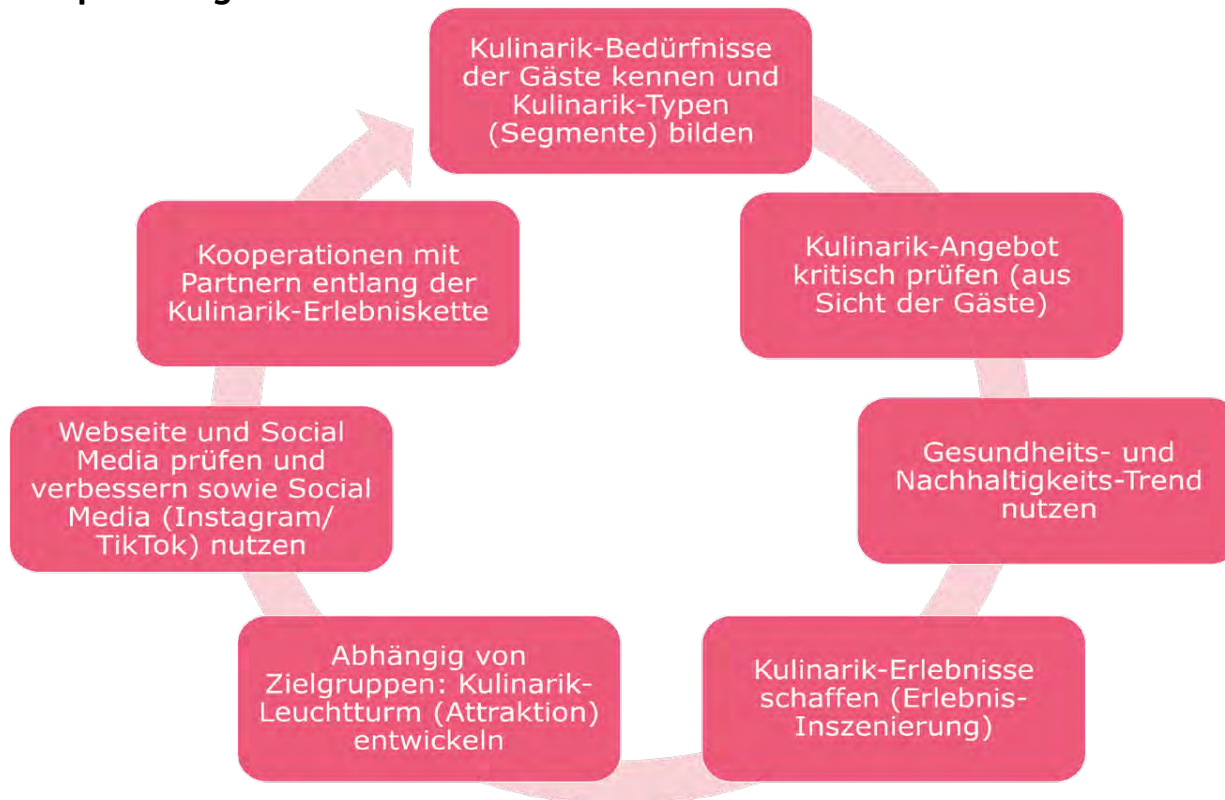 Kulinarik-Bedürfnisse
der Gäste kennen und
Kulinarik-Typen
(Segmente) bilden
Kulinarik-Angebot
kritisch prüfen (aus
Sicht der Gäste)
Gesundheits- und
Nachhaltigkeits-Trend
nutzen
Kulinarik-Erlebnisse
schaffen (Erlebnis-
Inszenierung)
Abhängig von
Zielgruppen: Kulinarik-
Leuchtturm (Attraktion)
entwickeln
Webseite und Social
Media prüfen und
verbessern sowie Social
Media (Instagram/
TikTok) nutzen
Kooperationen mit
Partnern entlang der
Kulinarik-Erlebniskette